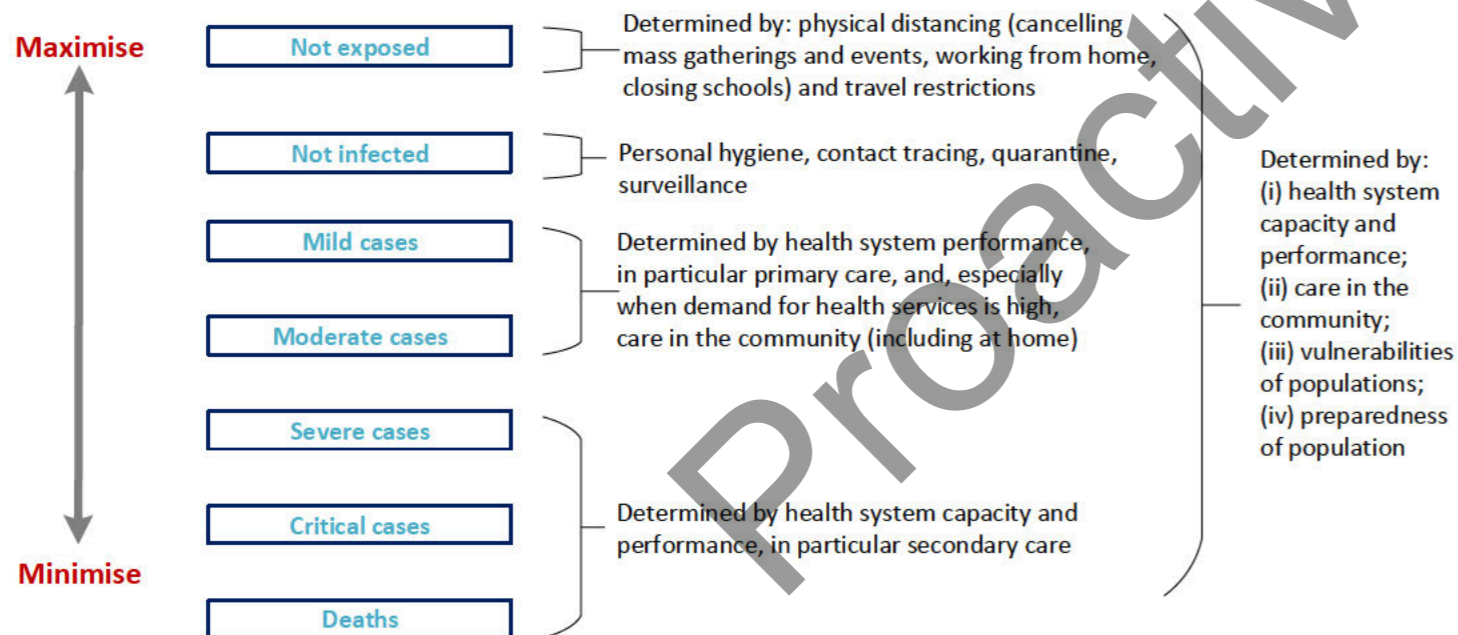 Maximise
Minimise
Not exposed
Determined by: physical distancing (cancelling
mass gatherings and events, working from home,
closing schools) and travel restrictions
Not infected
Personal hygiene, contact tracing, quarantine,
surveillance
Mild cases
Moderate cases
Determined by health system performance,
in particular primary care, and, especially
when demand for health services is high,
care in the community (including at home)
Severe cases
Critical cases
Deaths
Determined by health system capacity and
performance, in particular secondary care
Determined by:
(i) health system
capacity and
performance;
(ii) care in the
community;
(iii) vulnerabilities
of populations;
(iv) preparedness
of population
Proactiv